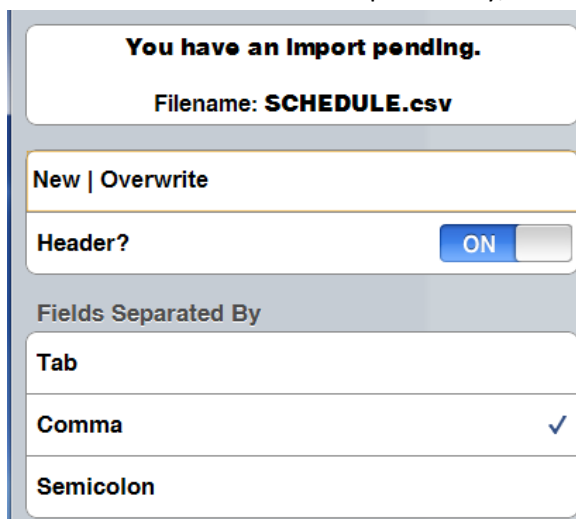 You have an import pending.
Filename: SCHEDULE.csv
New | Overwrite
Header?
ON
Fields Separated By
Tab
Comma
Semicolon